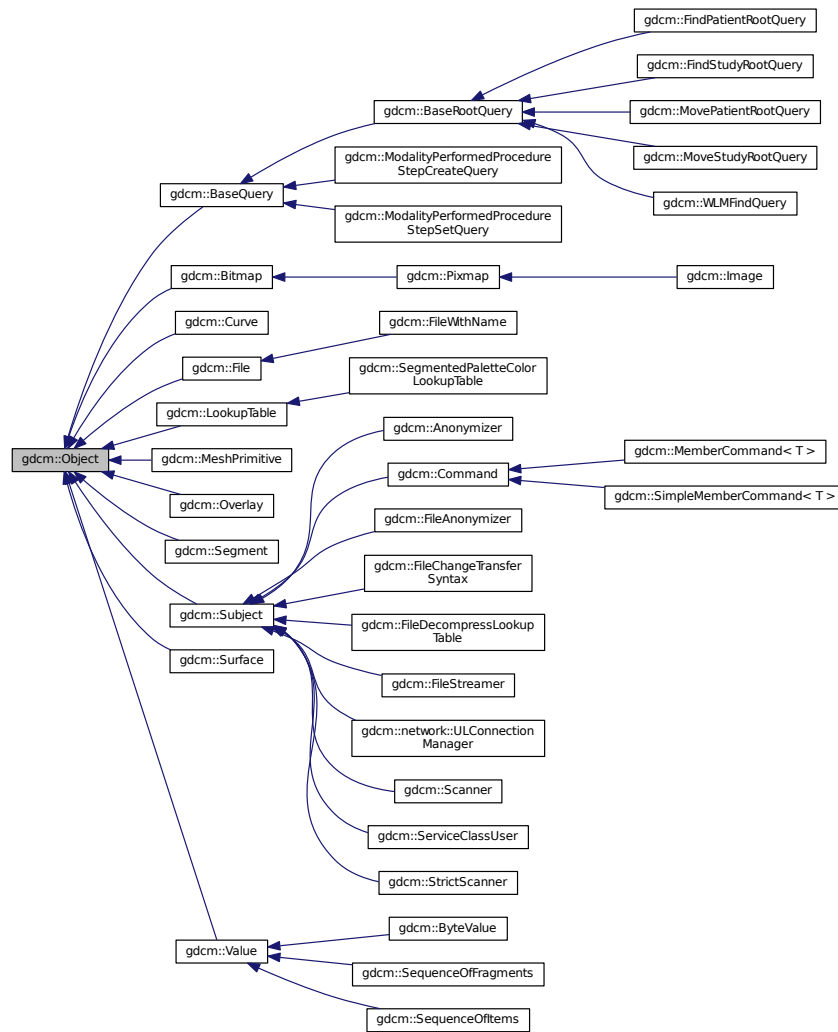 gdcm::FindPatientRootQuery
gdcm::FindStudyRootQuery
gdcm::BaseRootQuery
gdcm::MovePatientRootQuery
gdcm::MoveStudyRootQuery
gdcm::ModalityPerformedProcedure
StepCreateQuery
gdcm::BaseQuery
gdcm::WLMFindQuery
gdcm::ModalityPerformedProcedure
StepSetQuery
gdcm::Bitmap
gdcm::Pixmap
gdcm::Image
gdcm::Curve
gdcm::FileWithName
gdcm::File
gdcm::SegmentedPaletteColor
LookupTable
gdcm::LookupTable
gdcm::Anonymizer
gdcm::Object
gdcm::MeshPrimitive
gdcm::MemberCommand< T >
gdcm::Command
gdcm::SimpleMemberCommand< T >
gdcm::Overlay
gdcm::FileAnonymizer
gdcm::Segment
gdcm::FileChangeTransfer
Syntax
gdcm::Subject
gdcm::FileDecompressLookup
Table
gdcm::Surface
gdcm::FileStreamer
gdcm::network::ULConnection
Manager
gdcm::Scanner
gdcm::ServiceClassUser
gdcm::StrictScanner
gdcm::ByteValue
gdcm::Value
gdcm::SequenceOfFragments
gdcm::SequenceOfItems